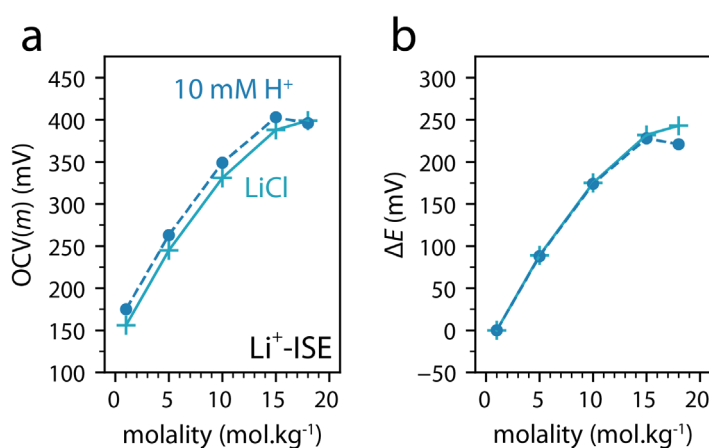 a
OCV(m) (mV)
450
400
350
300
250
200
150
100
10 mM H⁺
LiCl
Li⁺-ISE
0 5 10 15 20
molality (mol.kg⁻¹)
b
ΔE (mV)
300
250
200
150
100
50
0
−50
0 5 10 15 20
molality (mol.kg⁻¹)